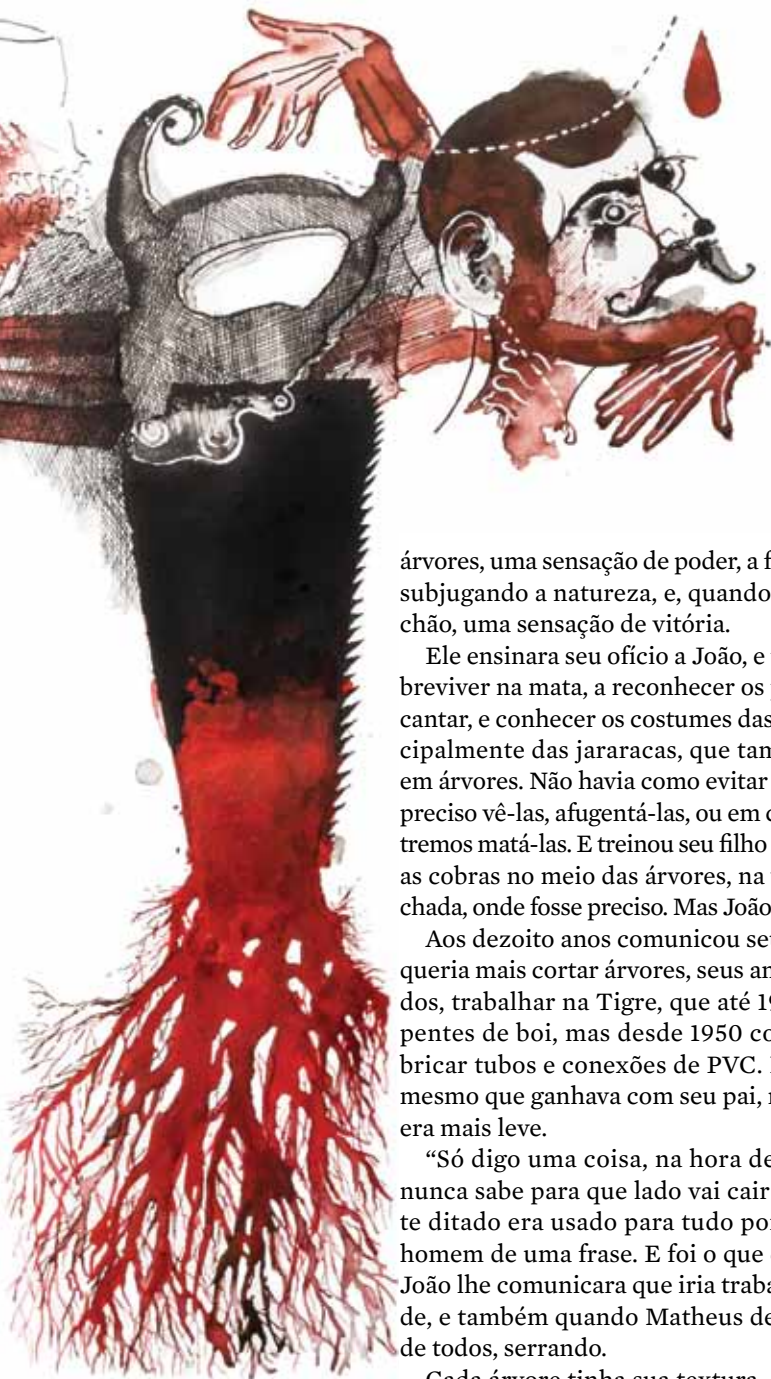 árvores, uma sensação de poder, a f
subjugando a natureza, e, quando
chão, uma sensação de vitória.
Ele ensinara seu ofício a João, e
breviver na mata, a reconhecer os
cantar, e conhecer os costumes das
cipalmente das jararacas, que tam
em árvores. Não havia como evitar
preciso vê-las, afugentá-las, ou em c
tremos matá-las. E treinou seu filho
as cobras no meio das árvores, na
chada, onde fosse preciso. Mas João
Aos dezoito anos comunicou seu
queria mais cortar árvores, seus am
dos, trabalhar na Tigre, que até 19
pentes de boi, mas desde 1950 co
bricar tubos e conexões de PVC.
mesmo que ganhava com seu pai,
era mais leve.
“Só digo uma coisa, na hora de
nunca sabe para que lado vai cair
te ditado era usado para tudo por
homem de uma frase. E foi o que
João lhe comunicara que iria traba
de, e também quando Matheus de
de todos, serrando.
Cada árvore tinha sua textura